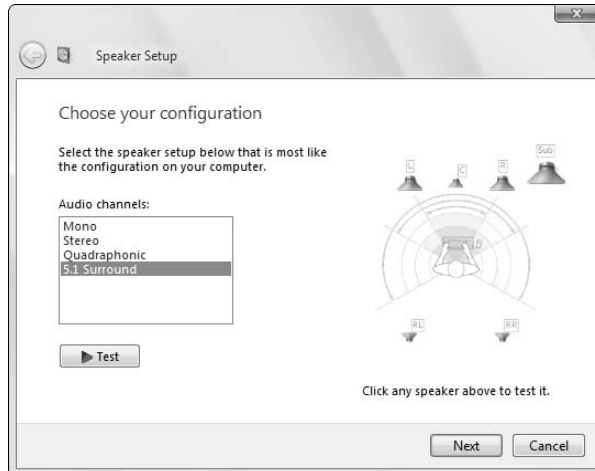 Speaker Setup
Choose your configuration
Select the speaker setup below that is most like
the configuration on your computer.
Audio channels:
Mono
Stereo
Quadraphonic
5.1 Surround
Test
L
C
R
Sub
RL
RR
Click any speaker above to test it.
Next
Cancel